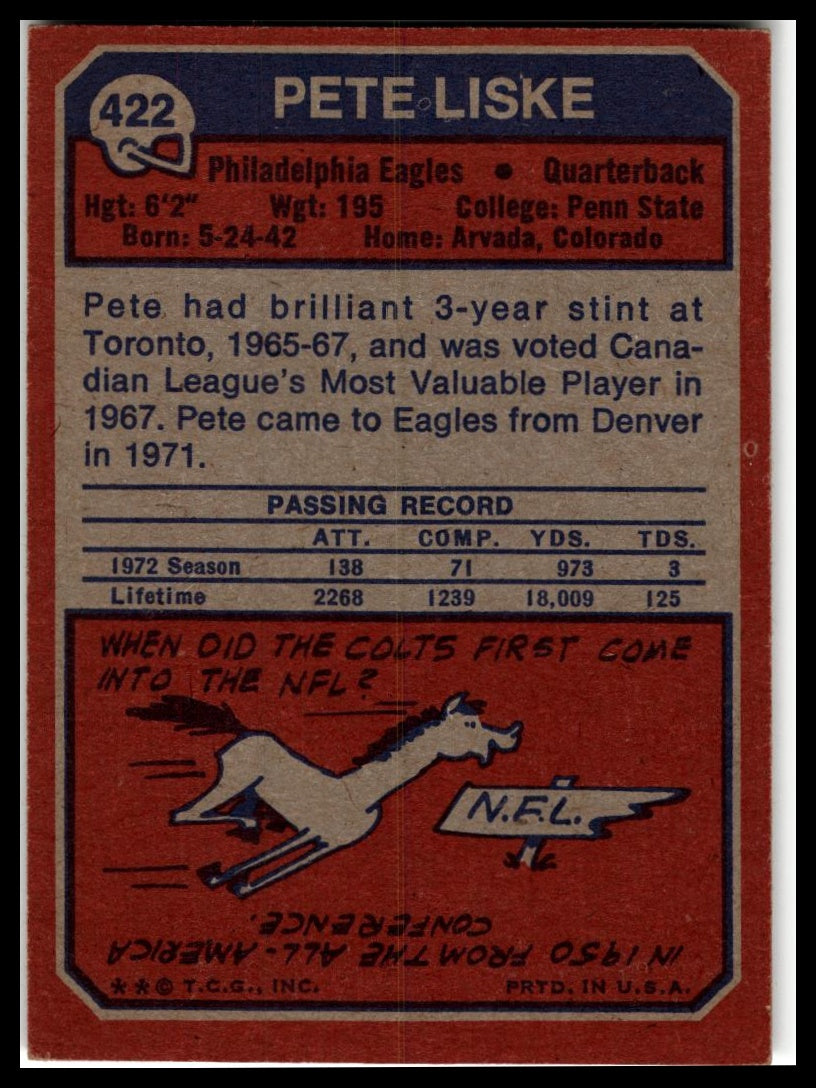 422
PETE LISKE
Philadelphia Eagles • Quarterback
Hgt: 6'2" Wgt: 195 College: Penn State
Born: 5-24-42 Home: Arvada, Colorado
Pete had brilliant 3-year stint at
Toronto, 1965-67, and was voted Cana-
dian League's Most Valuable Player in
1967. Pete came to Eagles from Denver
in 1971.
PASSING RECORD
ATT. COMP. YDS. TDS.
1972 Season 138 71 973 3
Lifetime 2268 1239 18,009 125
WHEN DID THE COLTS FIRST COME
INTO THE NFL?
N.F.L.
IN 1950 FROM THE ALL-AMERICA
CONFERENCE.
**© T.C.G., INC. PRTD. IN U.S.A.